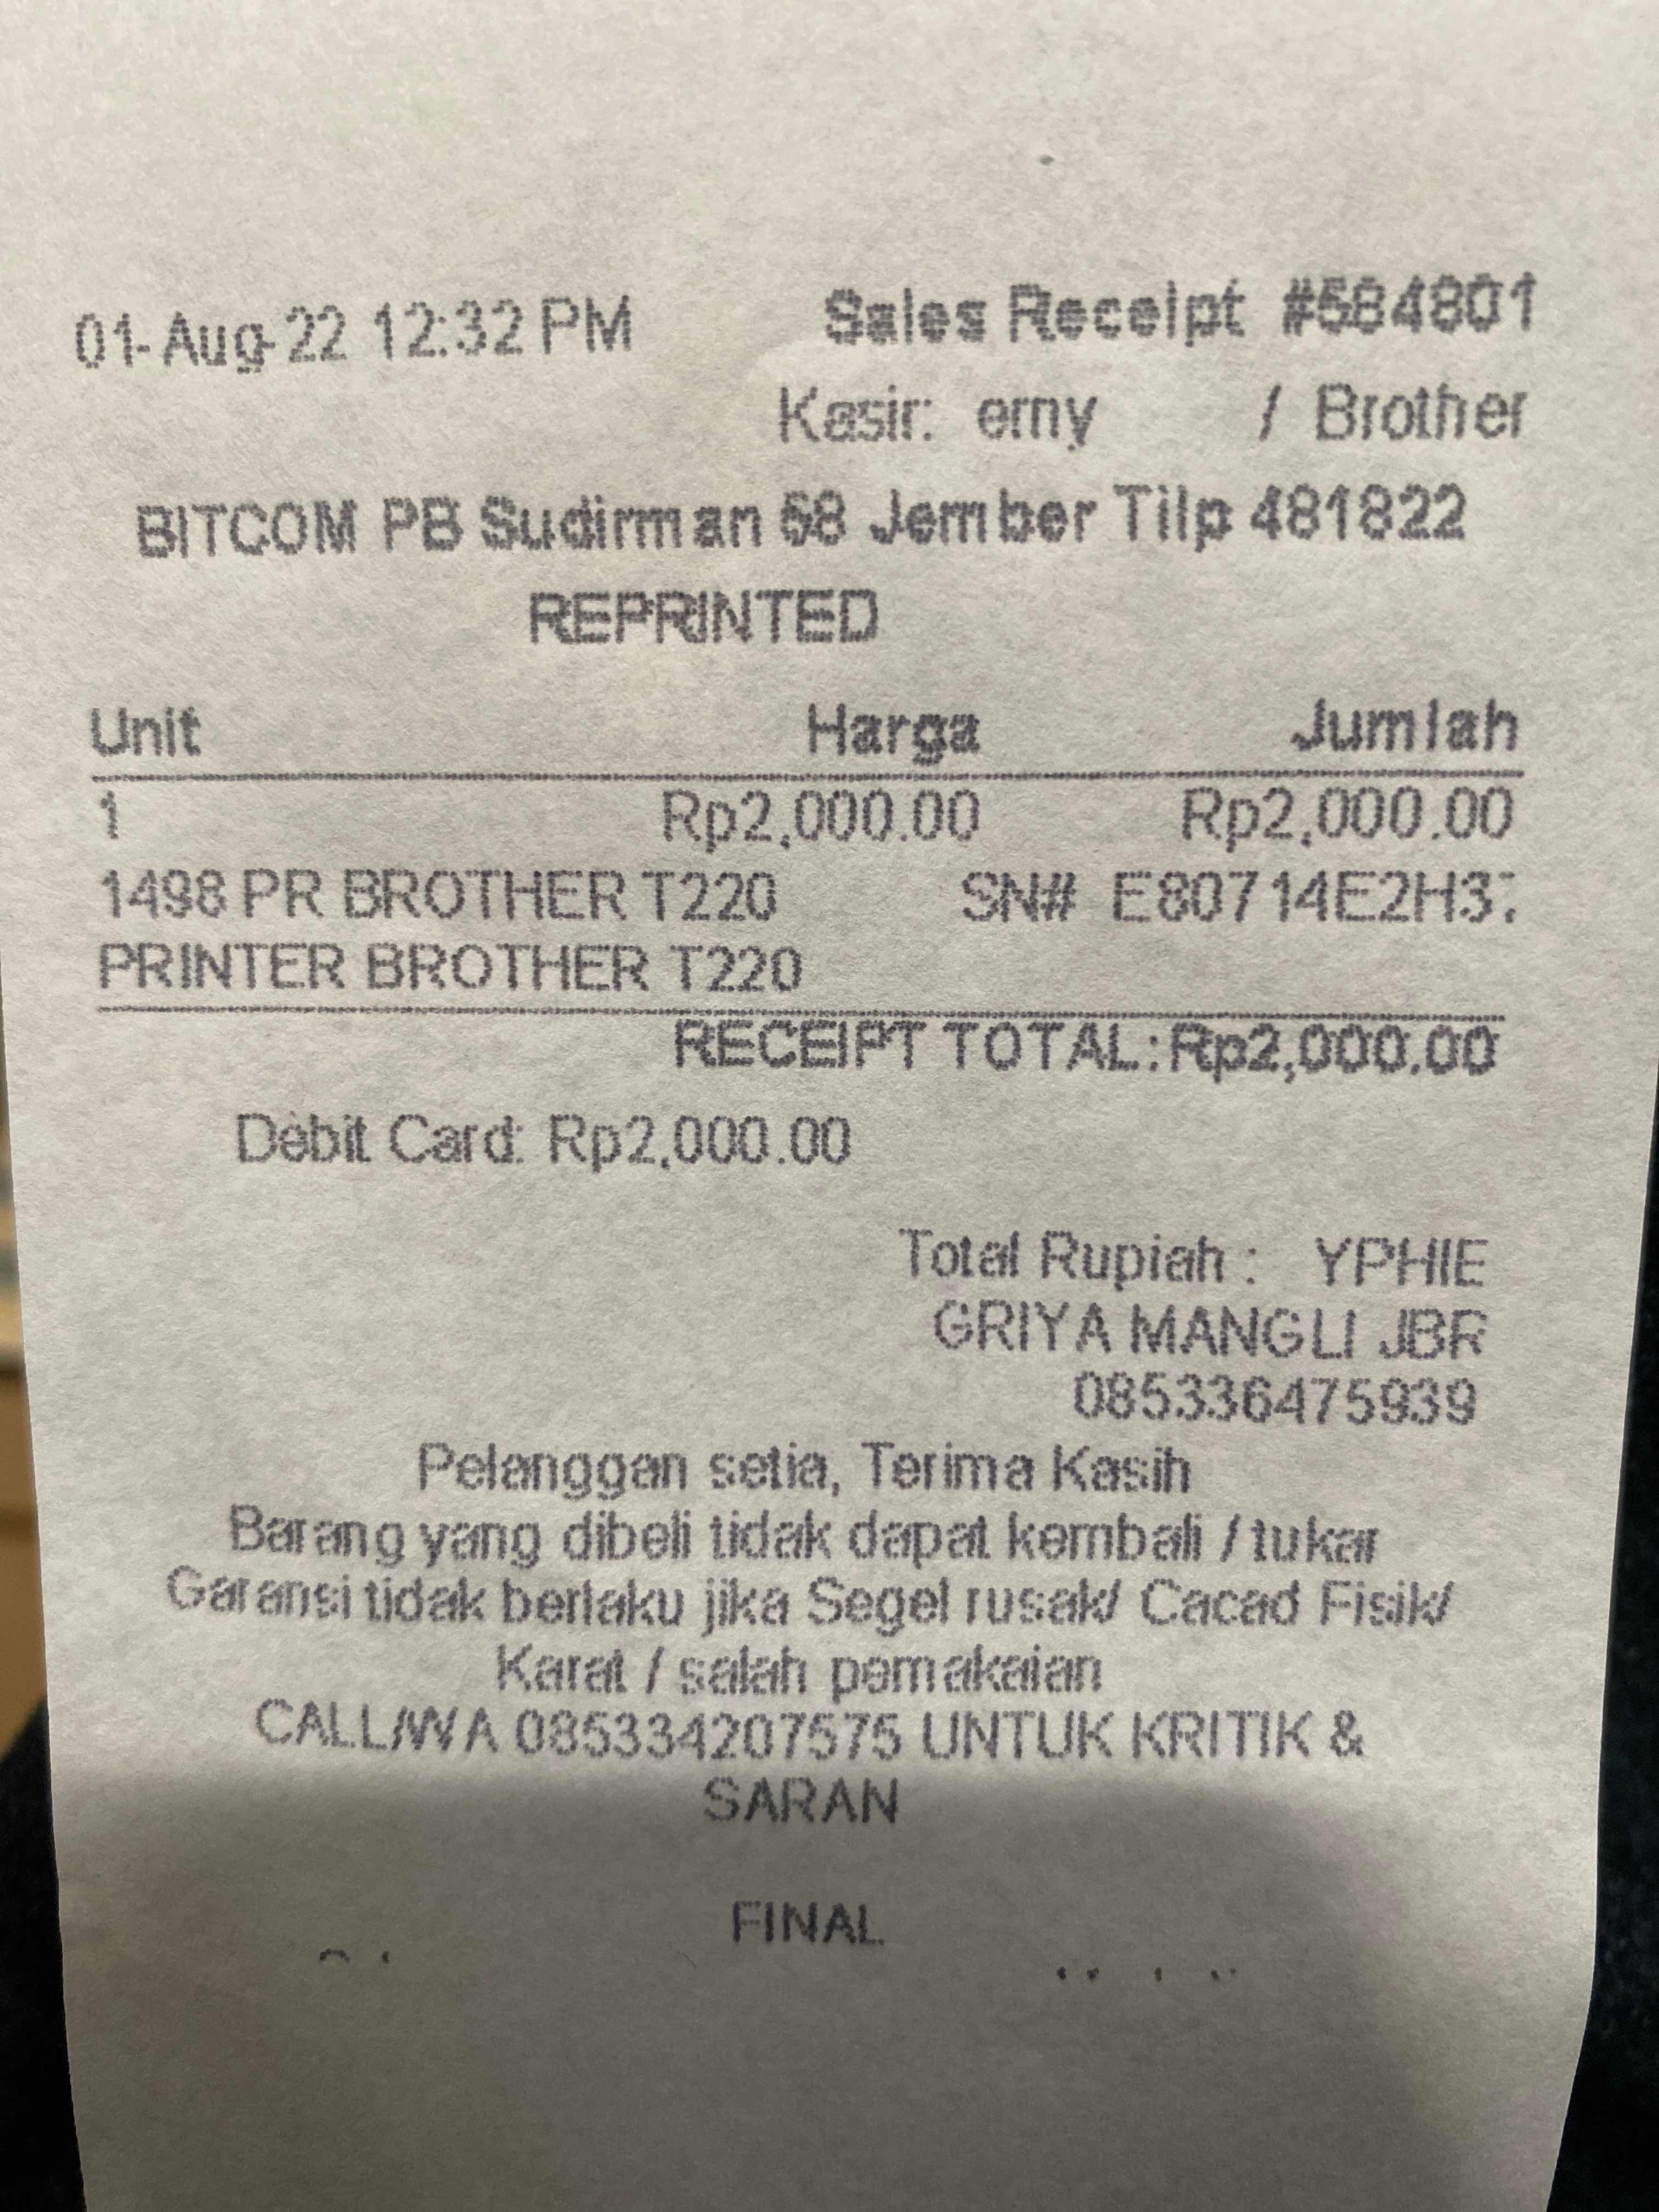 01-Aug-22 12:32 PM Sales Receipt #584801
Kasir: erny / Brother
BITCOM PB Sudirman 68 Jember Tilp 481822
REPRINTED
Unit Harga Jumlah
1 Rp2,000.00 Rp2,000.00
1498 PR BROTHER T220 SN#
PRINTER BROTHER T220
RECEIPT TOTAL: Rp2,000.00
Debit Card: Rp2,000.00
Total Rupiah : YPHIE
GRIYA MANGLI JBR
085336475939
Pelanggan setia, Terima Kasih
Barang yang dibeli tidak dapat kembali / tukar
Garansi tidak berlaku jika Segel rusak/ Cacad Fisik/
Karat / salah pemakaian
CALL/WA 085334207575 UNTUK KRITIK &
SARAN
FINAL